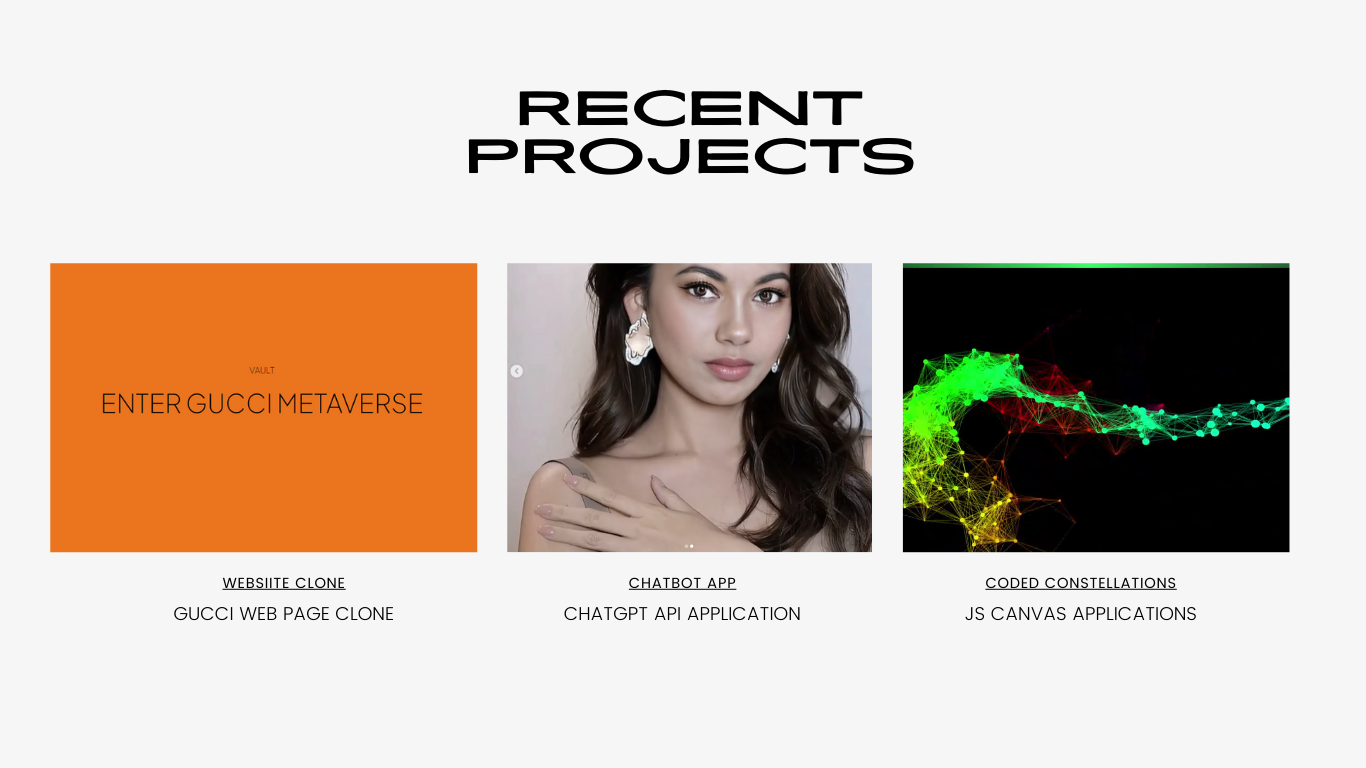 RECENT
PROJECTS
VAULT
ENTER GUCCI METAVERSE
WEBSIITE CLONE
GUCCI WEB PAGE CLONE
CHATBOT APP
CHATGPT API APPLICATION
CODED CONSTELLATIONS
JS CANVAS APPLICATIONS